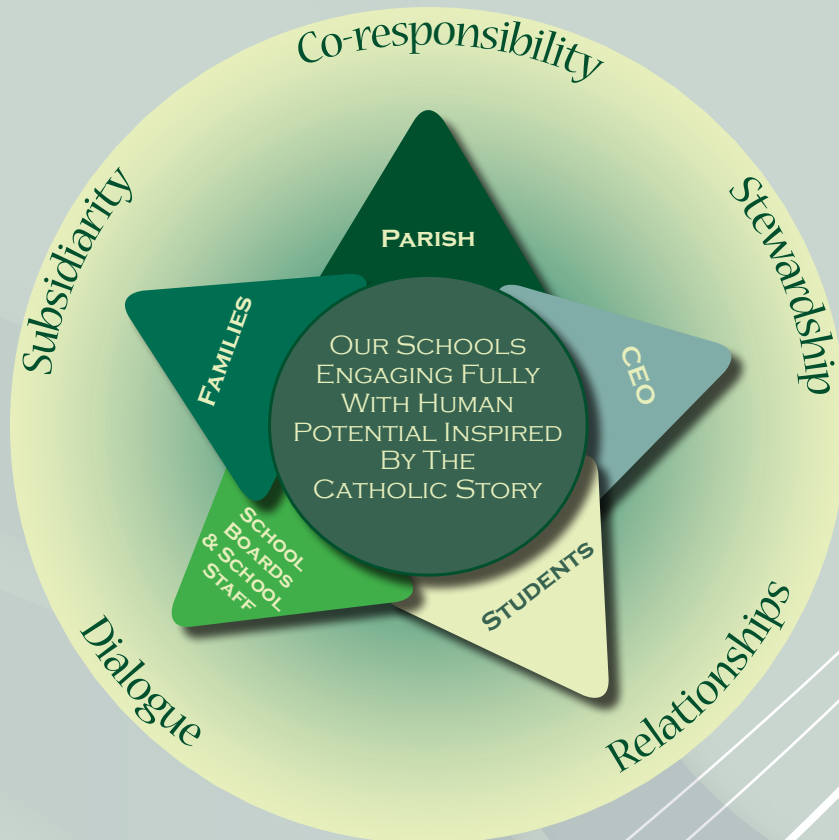 Co-responsibility
Subsidiarity
Stewardship
PARISH
FAMILIES
CEO
OUR SCHOOLS
ENGAGING FULLY
WITH HUMAN
POTENTIAL INSPIRED
BY THE
CATHOLIC STORY
SCHOOL
BOARDS
& SCHOOL
STAFF
STUDENTS
Dialogue
Relationships